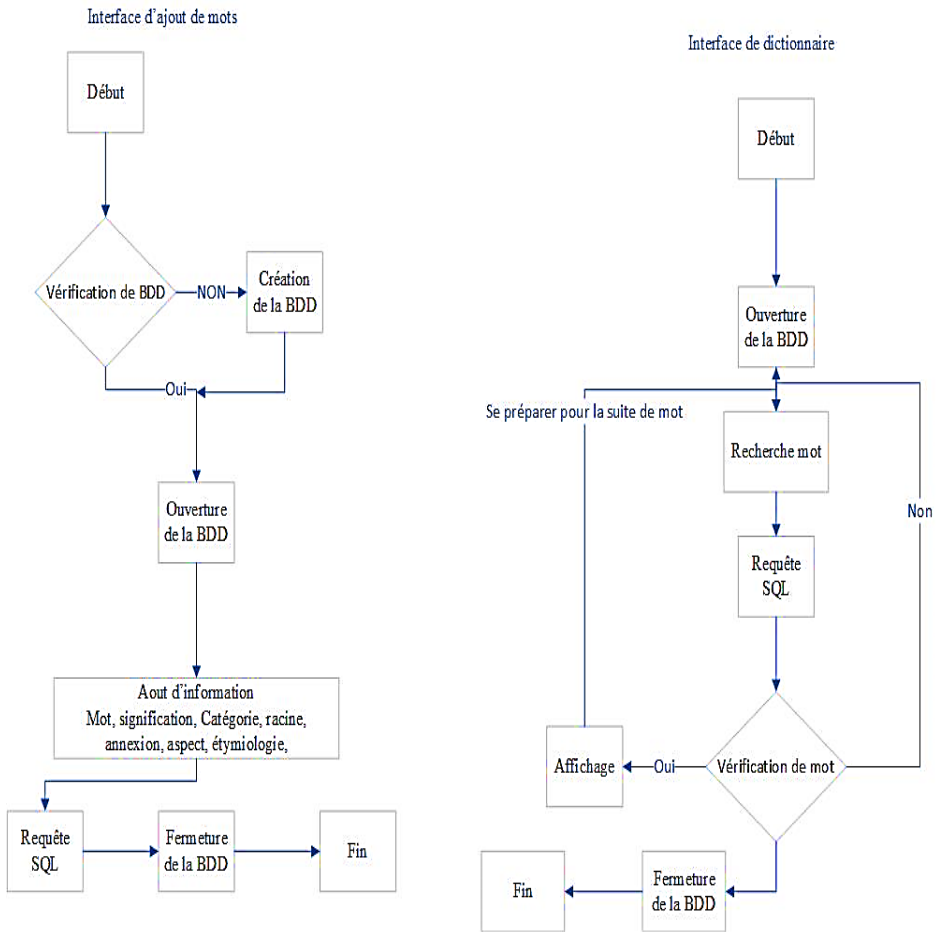 Interface d'ajout de mots
Début
Vérification de BDD
NON
Création
de la BDD
Oui
Ouverture
de la BDD
Aout d'information
Mot, signification, Catégorie, racine,
annexion, aspect, étymiologie,
Requête
SQL
Fermeture
de la BDD
Fin
Interface de dictionnaire
Début
Ouverture
de la BDD
Se préparer pour la suite de mot
Recherche mot
Non
Requête
SQL
Affichage
Oui
Vérification de mot
Fin
Fermeture
de la BDD